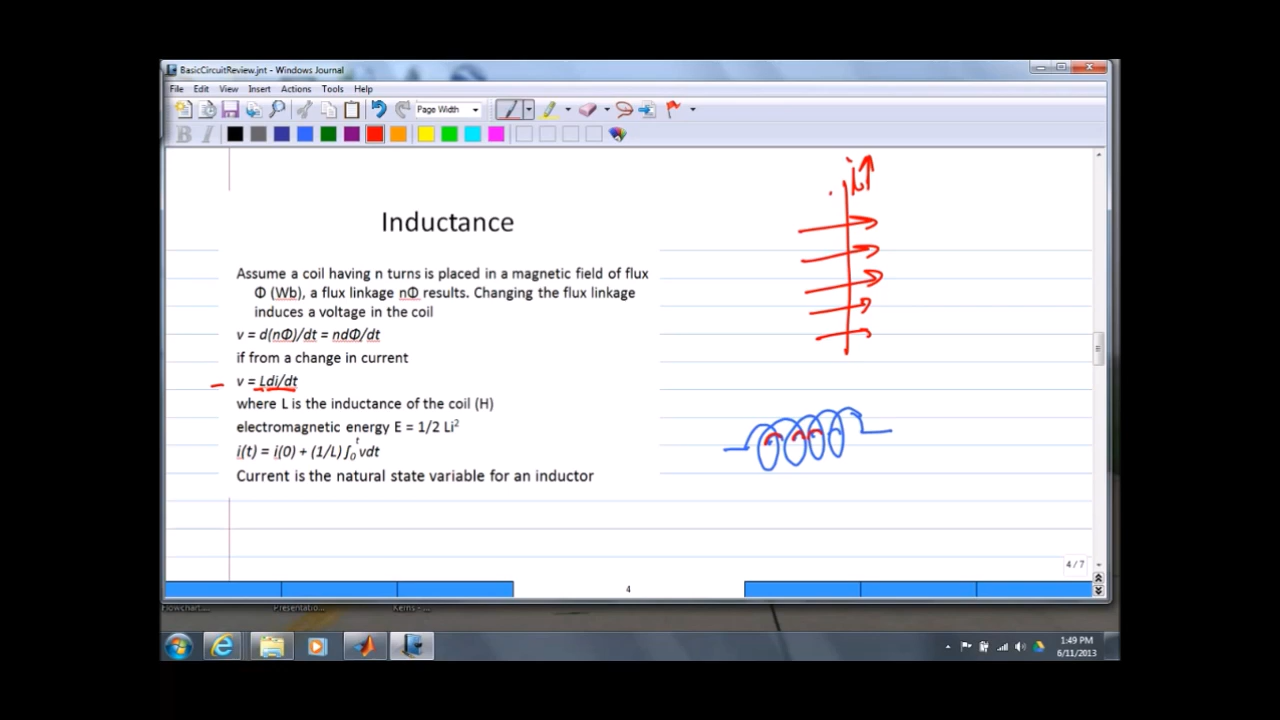 BasicCircuitReview.jnt - Windows Journal
File Edit View Insert Actions Tools Help
Page Width
B I
i
Inductance
Assume a coil having n turns is placed in a magnetic field of flux
Φ (Wb), a flux linkage nΦ results. Changing the flux linkage
induces a voltage in the coil
v = d(nΦ)/dt = ndΦ/dt
if from a change in current
v = Ldi/dt
where L is the inductance of the coil (H)
electromagnetic energy E = 1/2 Li²
i(t) = i(0) + (1/L) ∫₀ᵗ vdt
Current is the natural state variable for an inductor
4 / 7
4
Flowchart....
Presentatio...
Kerns - ...
1:49 PM
6/11/2013